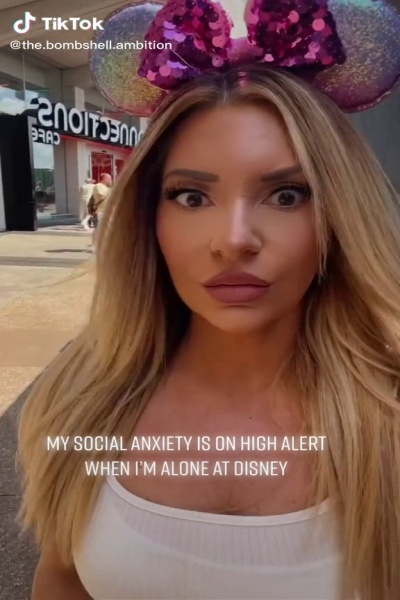 TikTok
@the.bombshell.ambition
CONNECTIONS
CAFE
MY SOCIAL ANXIETY IS ON HIGH ALERT
WHEN I'M ALONE AT DISNEY